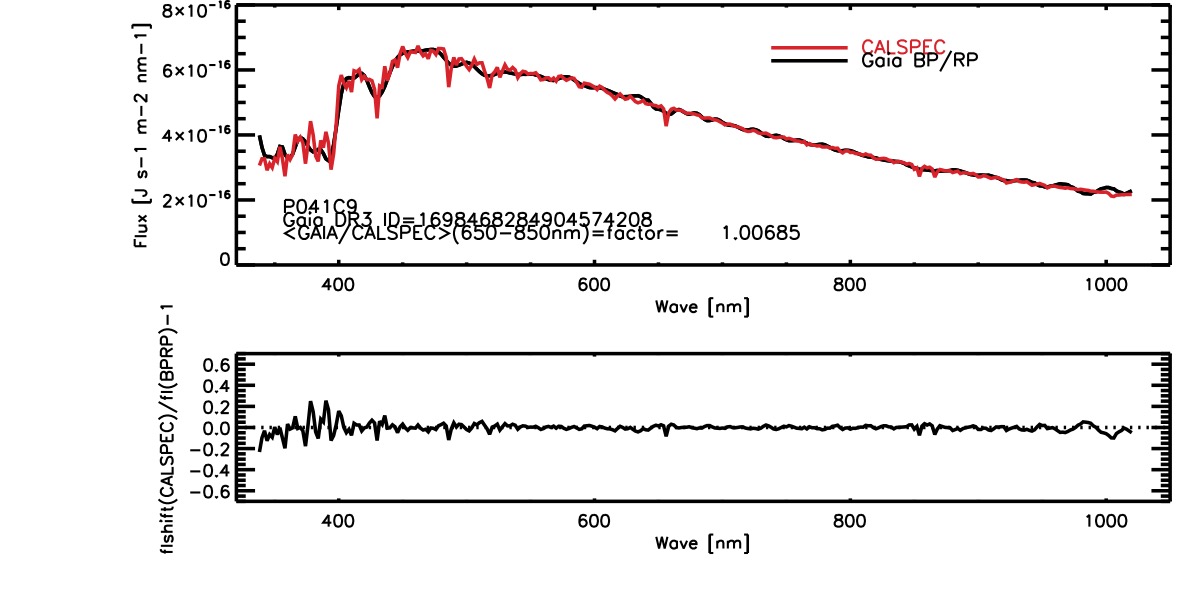 8×10−16
6×10−16
4×10−16
2×10−16
0
Flux [J s−1 m−2 nm−1]
CALSPEC
Gaia BP/RP
P041C9
Gaia DR3 ID=1698468284904574208
<GAIA/CALSPEC>(650−850nm)=factor= 1.00685
400 600 800 1000
Wave [nm]
flshift(CALSPEC)/fl(BPRP)−1
0.6
0.4
0.2
0.0
−0.2
−0.4
−0.6
400 600 800 1000
Wave [nm]